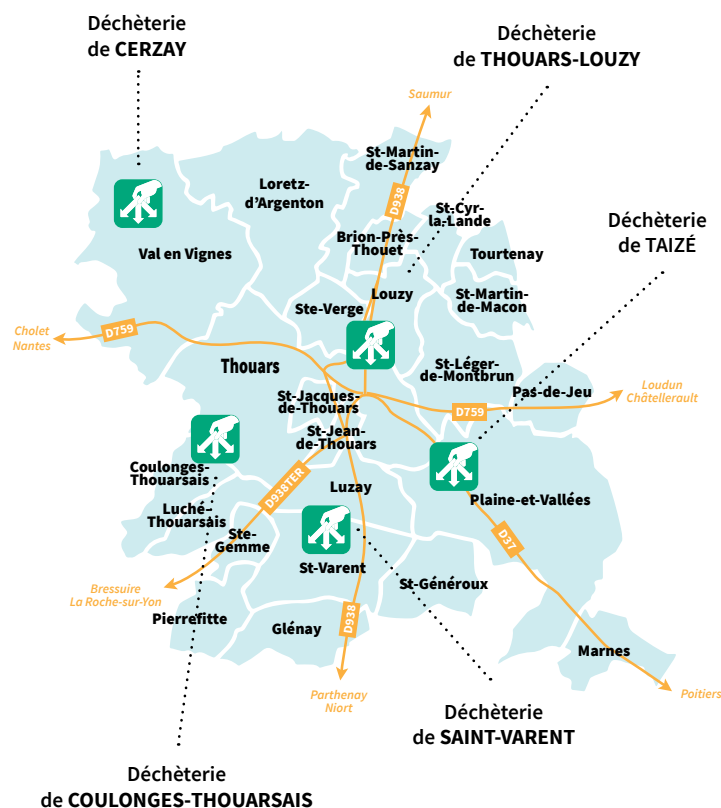 Déchèterie
de CERZAY
Déchèterie
de THOUARS-LOUZY
Saumur
St-Martin-
de-Sanzay
Loretz-
d'Argenton
D938
St-Cyr-
la-Lande
Déchèterie
de TAIZÉ
Brion-Près-
Thouet
Val en Vignes
Tourtenay
Louzy
Ste-Verge
St-Martin-
de-Macon
Cholet
Nantes
D759
Thouars
St-Léger-
de-Montbrun
Pas-de-Jeu
Loudun
Châtellerault
St-Jacques-
de-Thouars
D759
St-Jean-
de-Thouars
Coulonges-
Thouarsais
D938TER
Luzay
Plaine-et-Vallées
Luché-
Thouarsais
Ste-
Gemme
D37
St-Varent
St-Généroux
Bressuire
La Roche-sur-Yon
Pierrefitte
Glénay
D938
Marnes
Parthenay
Niort
Poitiers
Déchèterie
de SAINT-VARENT
Déchèterie
de COULONGES-THOUARSAIS